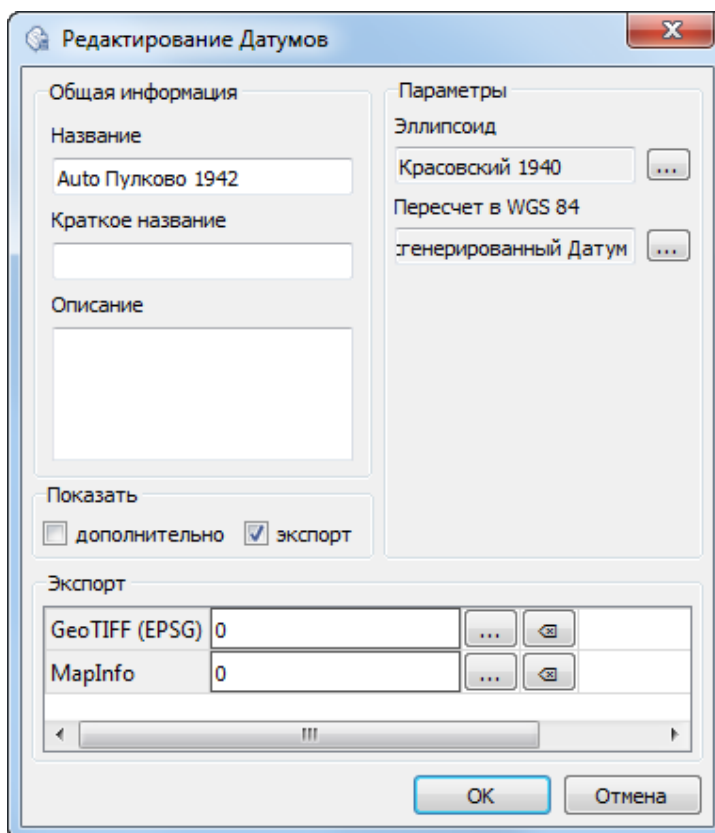 Редактирование Датумов
Общая информация
Название
Auto Пулково 1942
Краткое название
Описание
Показать
дополнительно
экспорт
Параметры
Эллипсоид
Красовский 1940
...
Пересчет в WGS 84
сгенерированный Датум
...
Экспорт
GeoTIFF (EPSG) 0 ...
MapInfo 0 ...
OK
Отмена